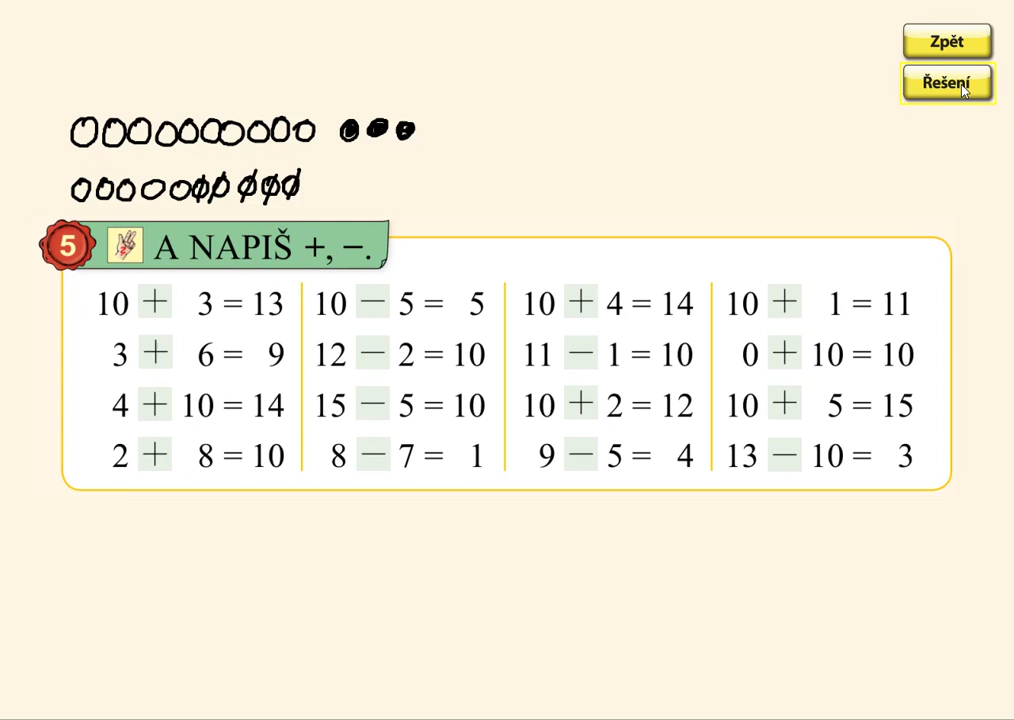 Zpět
Řešení
5 A NAPIŠ +, −.
10 + 3 = 13 10 − 5 = 5 10 + 4 = 14 10 + 1 = 11
3 + 6 = 9 12 − 2 = 10 11 − 1 = 10 0 + 10 = 10
4 + 10 = 14 15 − 5 = 10 10 + 2 = 12 10 + 5 = 15
2 + 8 = 10 8 − 7 = 1 9 − 5 = 4 13 − 10 = 3